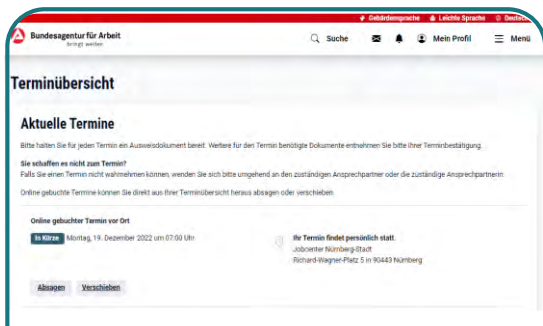 Gebärdensprache Leichte Sprache Deutsch
Bundesagentur für Arbeit
bringt weiter.
Suche Mein Profil Menü
Terminübersicht
Aktuelle Termine
Bitte halten Sie für jeden Termin ein Ausweisdokument bereit. Weitere für den Termin benötigte Dokumente entnehmen Sie bitte Ihrer Terminbestätigung.
Sie schaffen es nicht zum Termin?
Falls Sie einen Termin nicht wahrnehmen können, wenden Sie sich bitte umgehend an den zuständigen Ansprechpartner oder die zuständige Ansprechpartnerin.
Online gebuchte Termine können Sie direkt aus Ihrer Terminübersicht heraus absagen oder verschieben.
Online gebuchter Termin vor Ort
In Kürze Montag, 19. Dezember 2022 um 07:00 Uhr
Ihr Termin findet persönlich statt.
Jobcenter Nürnberg-Stadt
Richard-Wagner-Platz 5 in 90443 Nürnberg
Absagen Verschieben